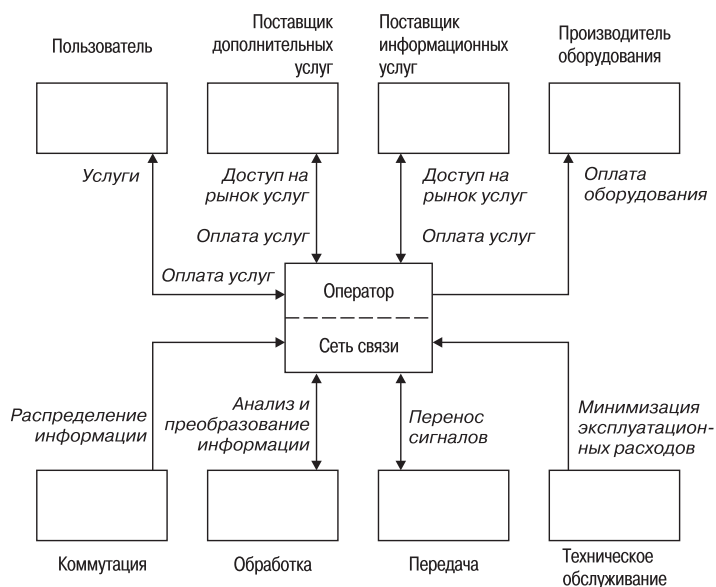 Пользователь
Поставщик
дополнительных
услуг
Поставщик
информационных
услуг
Производитель
оборудования
Услуги
Доступ на
рынок услуг
Доступ на
рынок услуг
Оплата
оборудования
Оплата услуг
Оплата услуг
Оплата услуг
Оператор
Сеть связи
Распределение
информации
Анализ и
преобразование
информации
Перенос
сигналов
Минимизация
эксплуатацион-
ных расходов
Коммутация
Обработка
Передача
Техническое
обслуживание